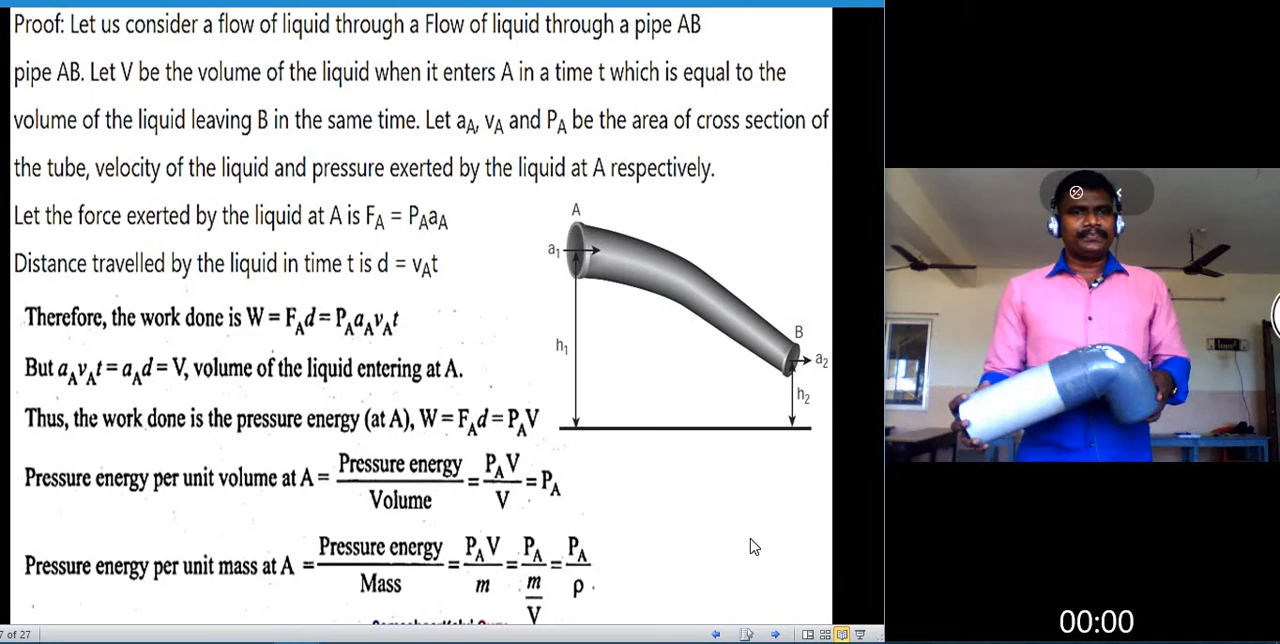 Proof: Let us consider a flow of liquid through a Flow of liquid through a pipe AB
pipe AB. Let V be the volume of the liquid when it enters A in a time t which is equal to the
volume of the liquid leaving B in the same time. Let aA, vA and PA be the area of cross section of
the tube, velocity of the liquid and pressure exerted by the liquid at A respectively.
Let the force exerted by the liquid at A is FA = PAaA
Distance travelled by the liquid in time t is d = vAt
Therefore, the work done is W = FAd = PAaAvAt
But aAvAt = aAd = V, volume of the liquid entering at A.
Thus, the work done is the pressure energy (at A), W = FAd = PAV
Pressure energy per unit volume at A = Pressure energy / Volume = PAV / V = PA
Pressure energy per unit mass at A = Pressure energy / Mass = PAV / m = PA / m/V = PA / ρ .
A
a1
h1
B
a2
h2
7 of 27
00:00